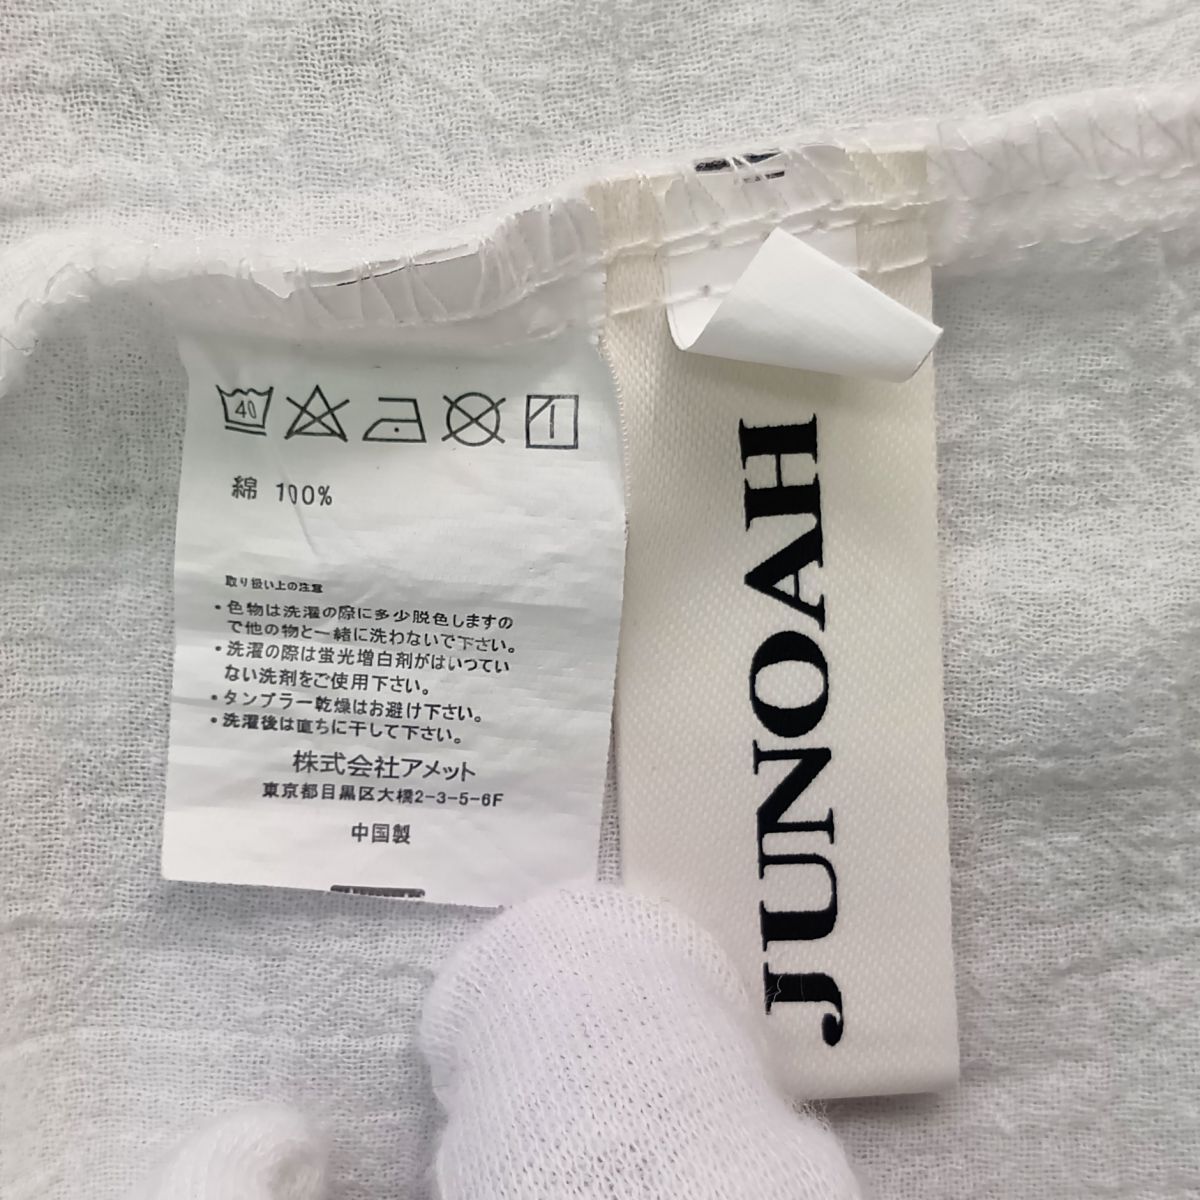 40
綿 100%
取り扱い上の注意
・色物は洗濯の際に多少脱色しますの
で他の物と一緒に洗わないで下さい。
・洗濯の際は蛍光増白剤がはいつてい
ない洗剤をご使用下さい。
・タンブラー乾燥はお避け下さい。
・洗濯後は直ちに干して下さい。
株式会社アメット
東京都目黒区大橋2-3-5-6F
中国製
JUNOAH